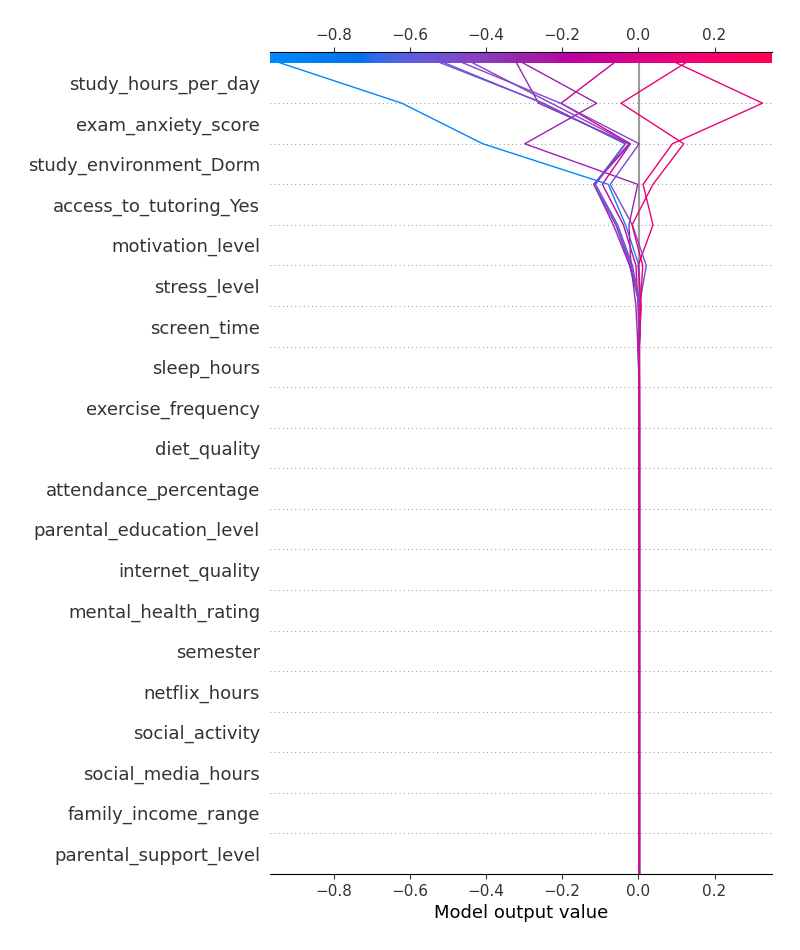 −0.8 −0.6 −0.4 −0.2 0.0 0.2
study_hours_per_day
exam_anxiety_score
study_environment_Dorm
access_to_tutoring_Yes
motivation_level
stress_level
screen_time
sleep_hours
exercise_frequency
diet_quality
attendance_percentage
parental_education_level
internet_quality
mental_health_rating
semester
netflix_hours
social_activity
social_media_hours
family_income_range
parental_support_level
−0.8 −0.6 −0.4 −0.2 0.0 0.2
Model output value